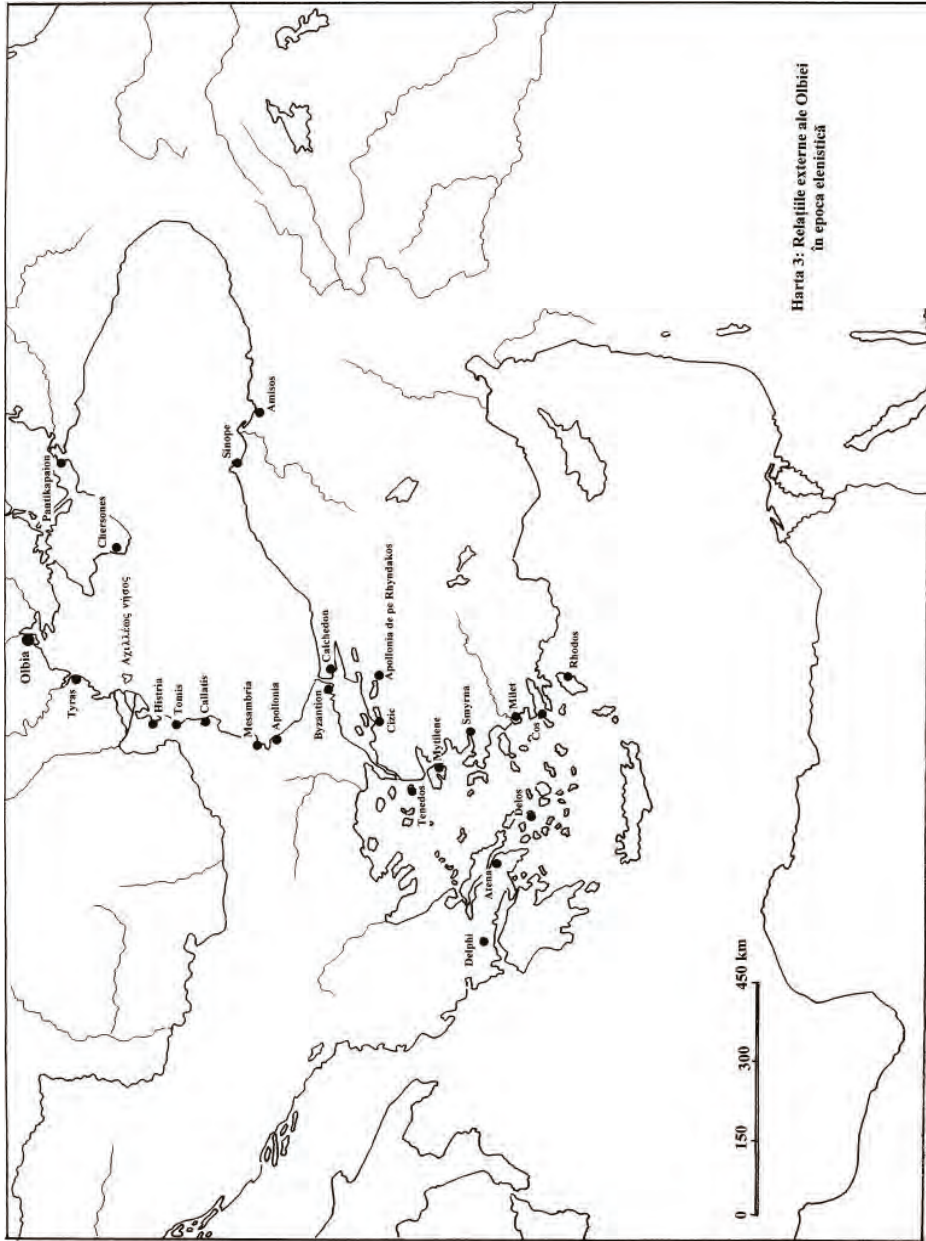 Olbia
Tyras
Ἀχιλλέως νῆσος
Histria
Tomis
Callatis
Mesambria
Apollonia
Pantikapaion
Chersones
Sinope
Amisos
Byzantion
Calchedon
Cizic
Apollonia de pe Rhyndakos
Tenedos
Mytilene
Smyrna
Milet
Cos
Rhodos
Delos
Atena
Delphi
0 150 300 450 km
Harta 3: Relațiile externe ale Olbiei
în epoca elenistică